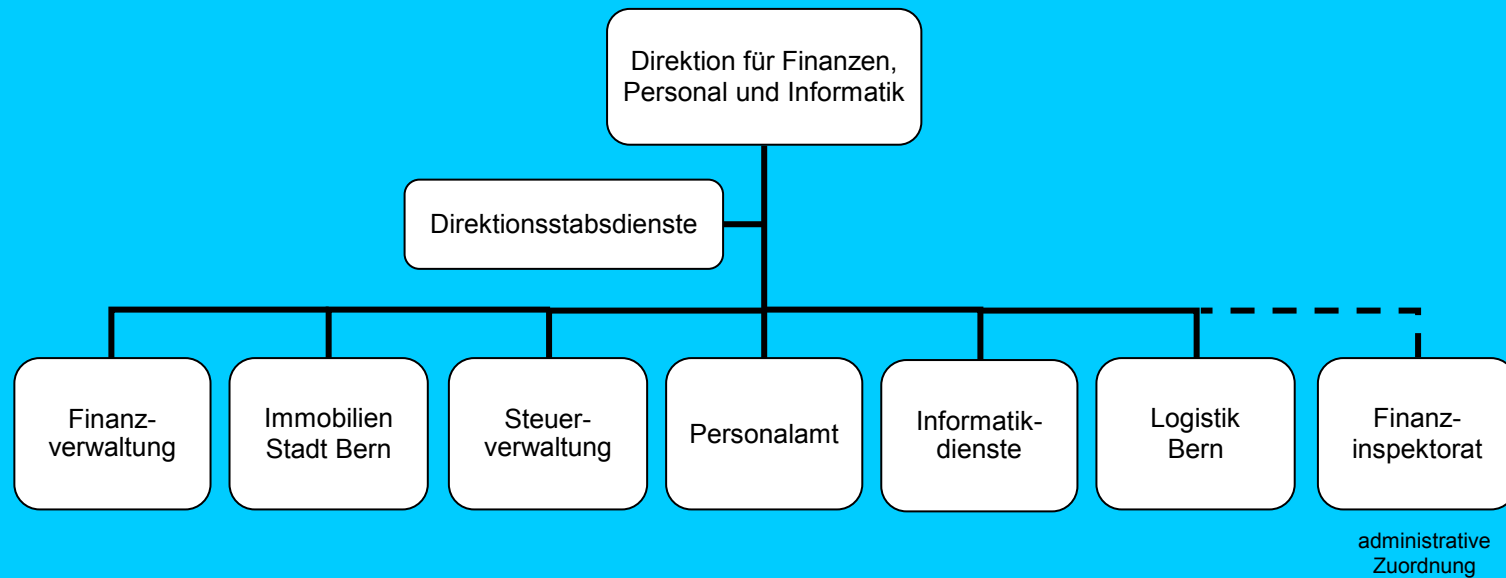 Direktion für Finanzen,
Personal und Informatik
Direktionsstabsdienste
Finanz-
verwaltung
Immobilien
Stadt Bern
Steuer-
verwaltung
Personalamt
Informatik-
dienste
Logistik
Bern
Finanz-
inspektorat
administrative
Zuordnung